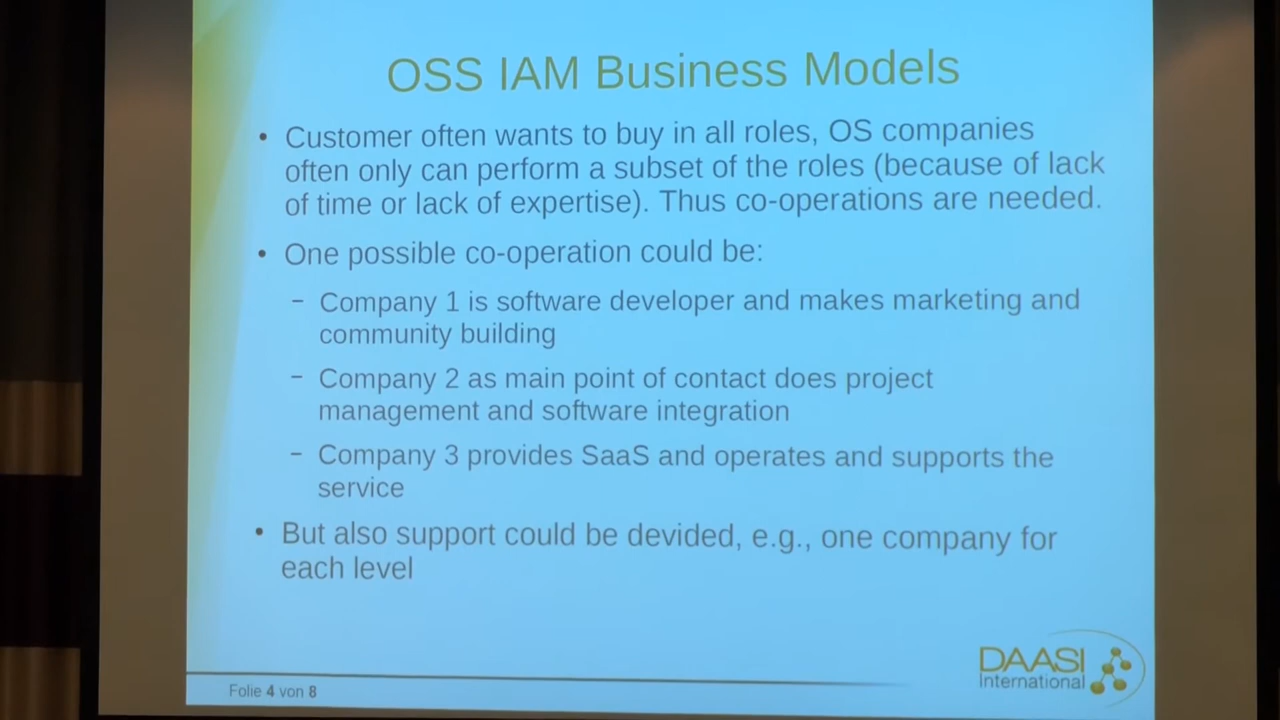 OSS IAM Business Models
• Customer often wants to buy in all roles, OS companies
often only can perform a subset of the roles (because of lack
of time or lack of expertise). Thus co-operations are needed.
• One possible co-operation could be:
– Company 1 is software developer and makes marketing and
community building
– Company 2 as main point of contact does project
management and software integration
– Company 3 provides SaaS and operates and supports the
service
• But also support could be devided, e.g., one company for
each level
DAASI
International
Folie 4 von 8